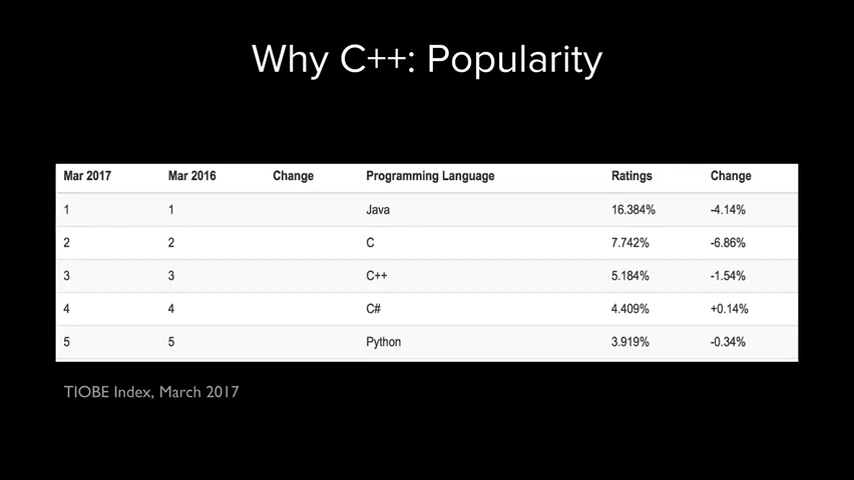 Why C++: Popularity
Mar 2017 Mar 2016 Change Programming Language Ratings Change
1 1 Java 16.384% -4.14%
2 2 C 7.742% -6.86%
3 3 C++ 5.184% -1.54%
4 4 C# 4.409% +0.14%
5 5 Python 3.919% -0.34%
TIOBE Index, March 2017